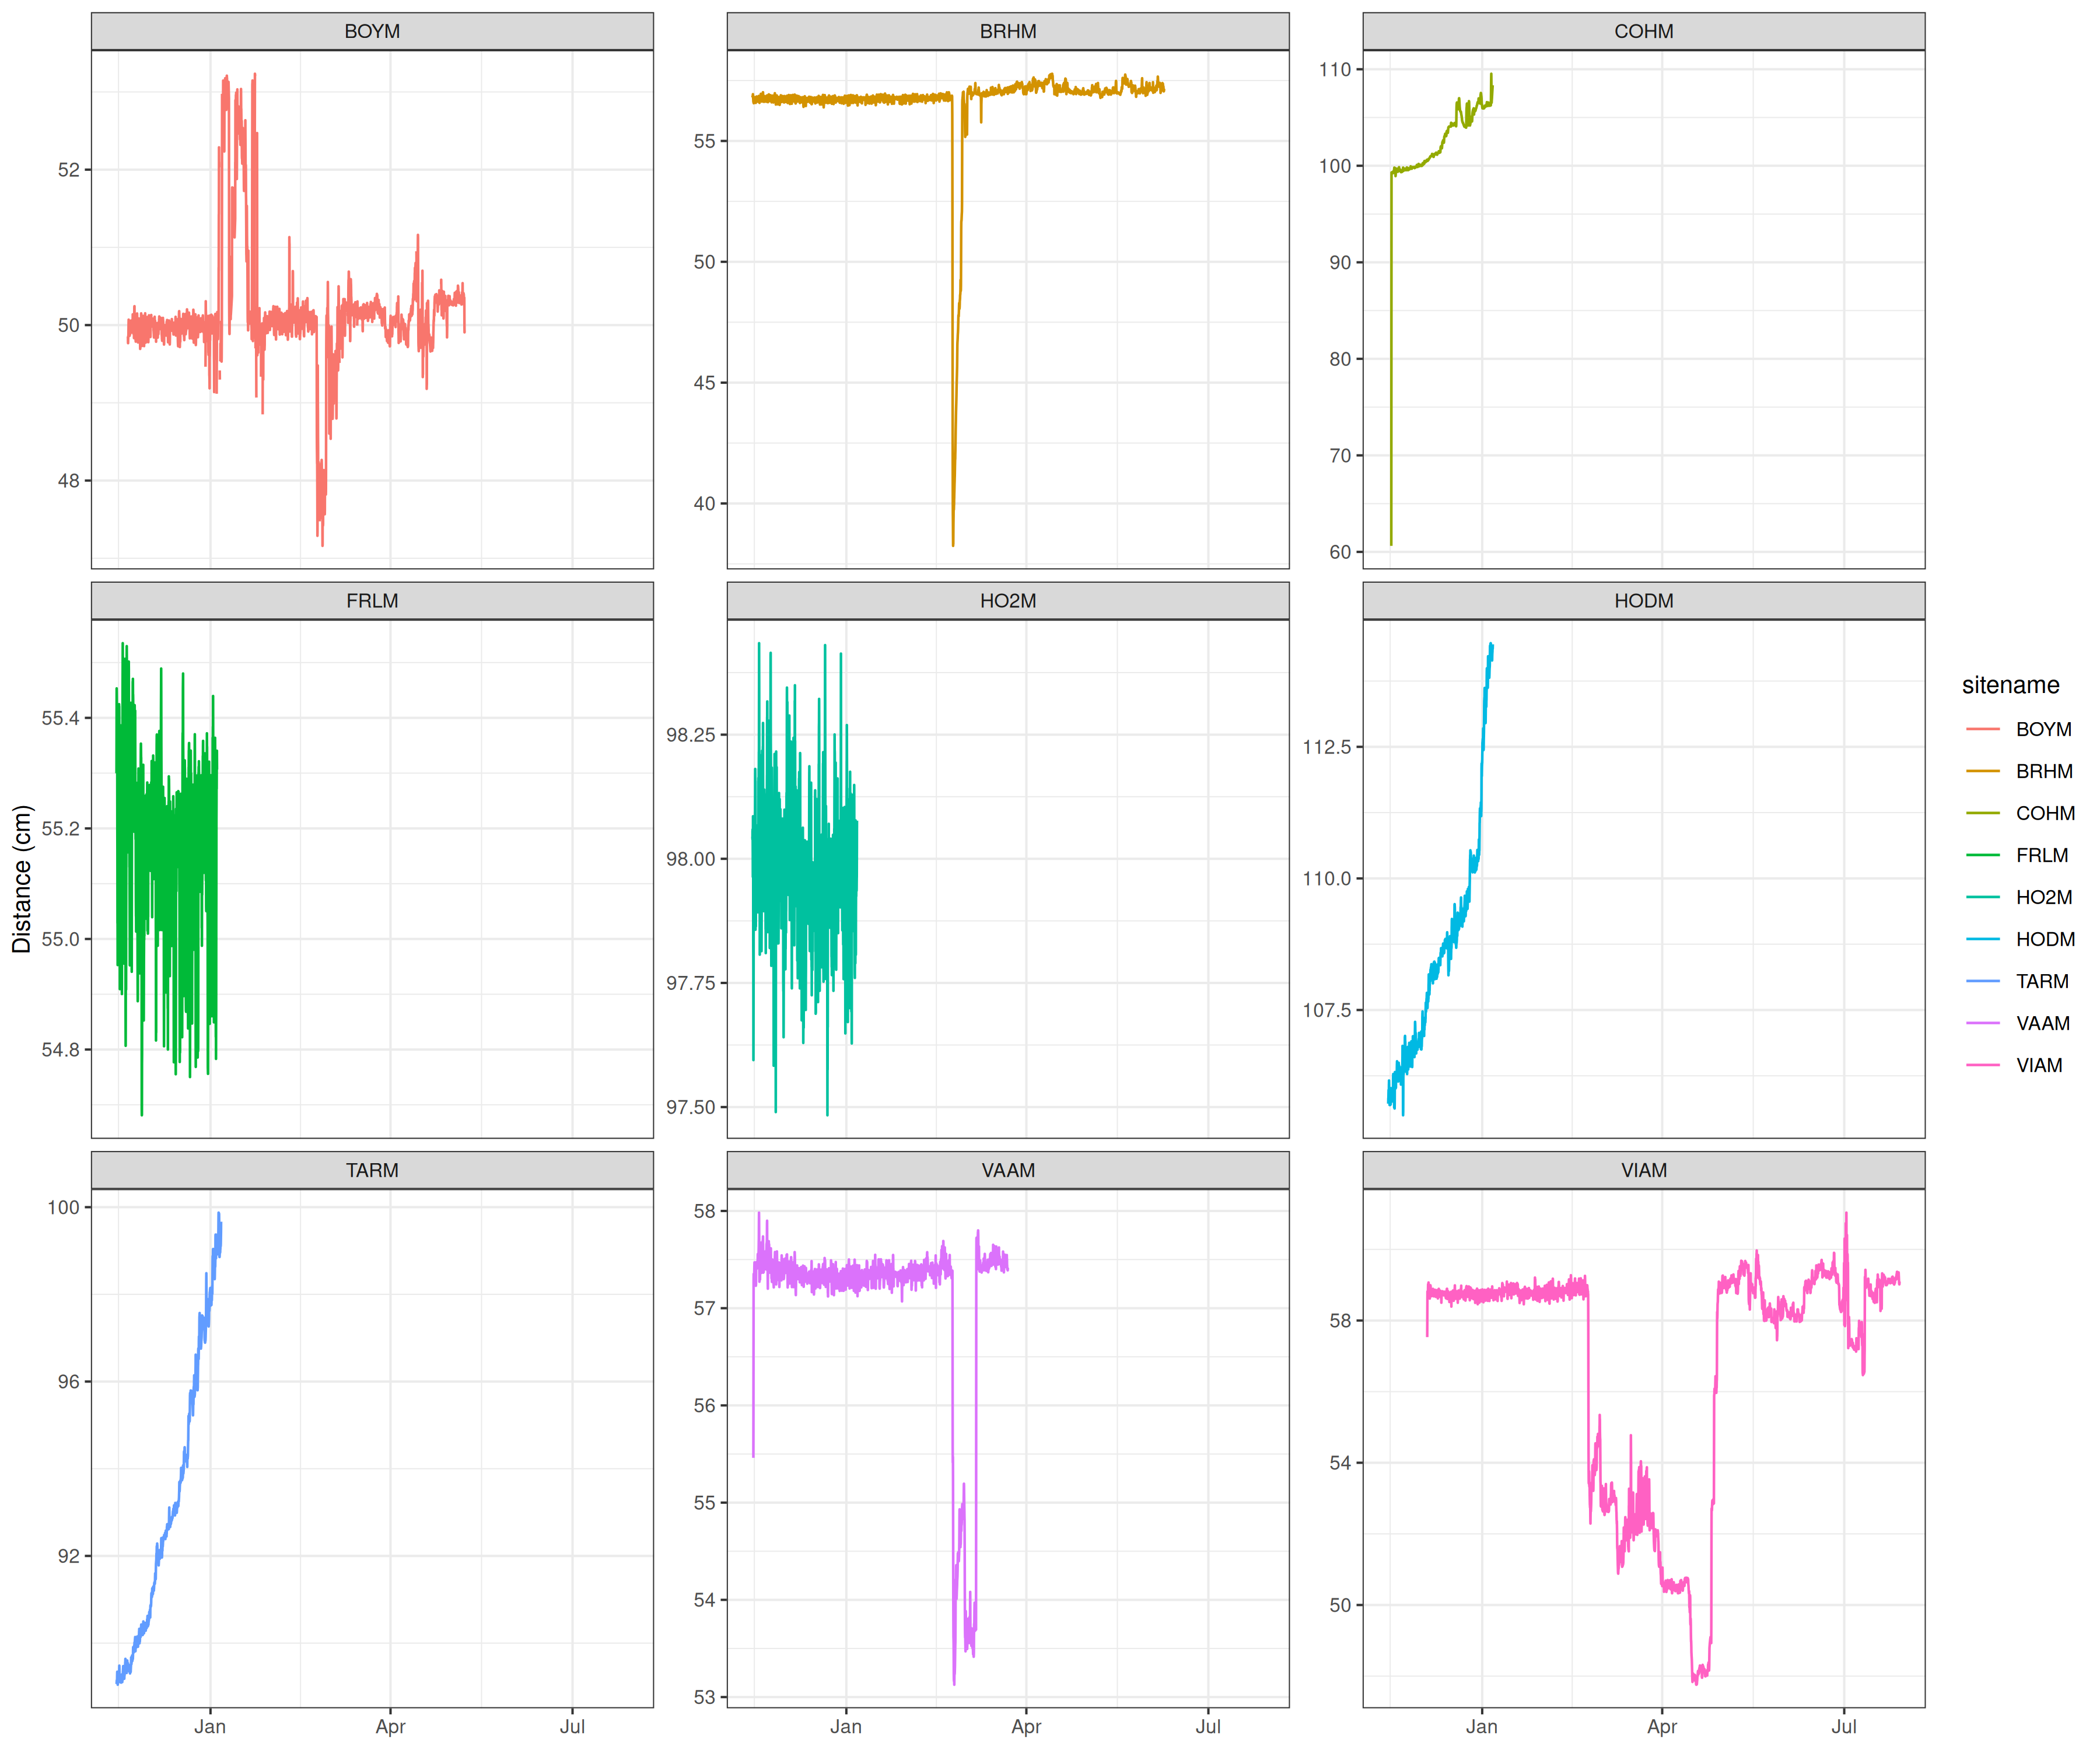 BOYM BRHM COHM
52
50
48
55
50
45
40
110
100
90
80
70
60
FRLM HO2M HODM
55.4
55.2
55.0
54.8
98.25
98.00
97.75
97.50
112.5
110.0
107.5
TARM VAAM VIAM
100
96
92
58
57
56
55
54
53
58
54
50
Jan Apr Jul
Jan Apr Jul
Jan Apr Jul
Distance (cm)
sitename
BOYM
BRHM
COHM
FRLM
HO2M
HODM
TARM
VAAM
VIAM